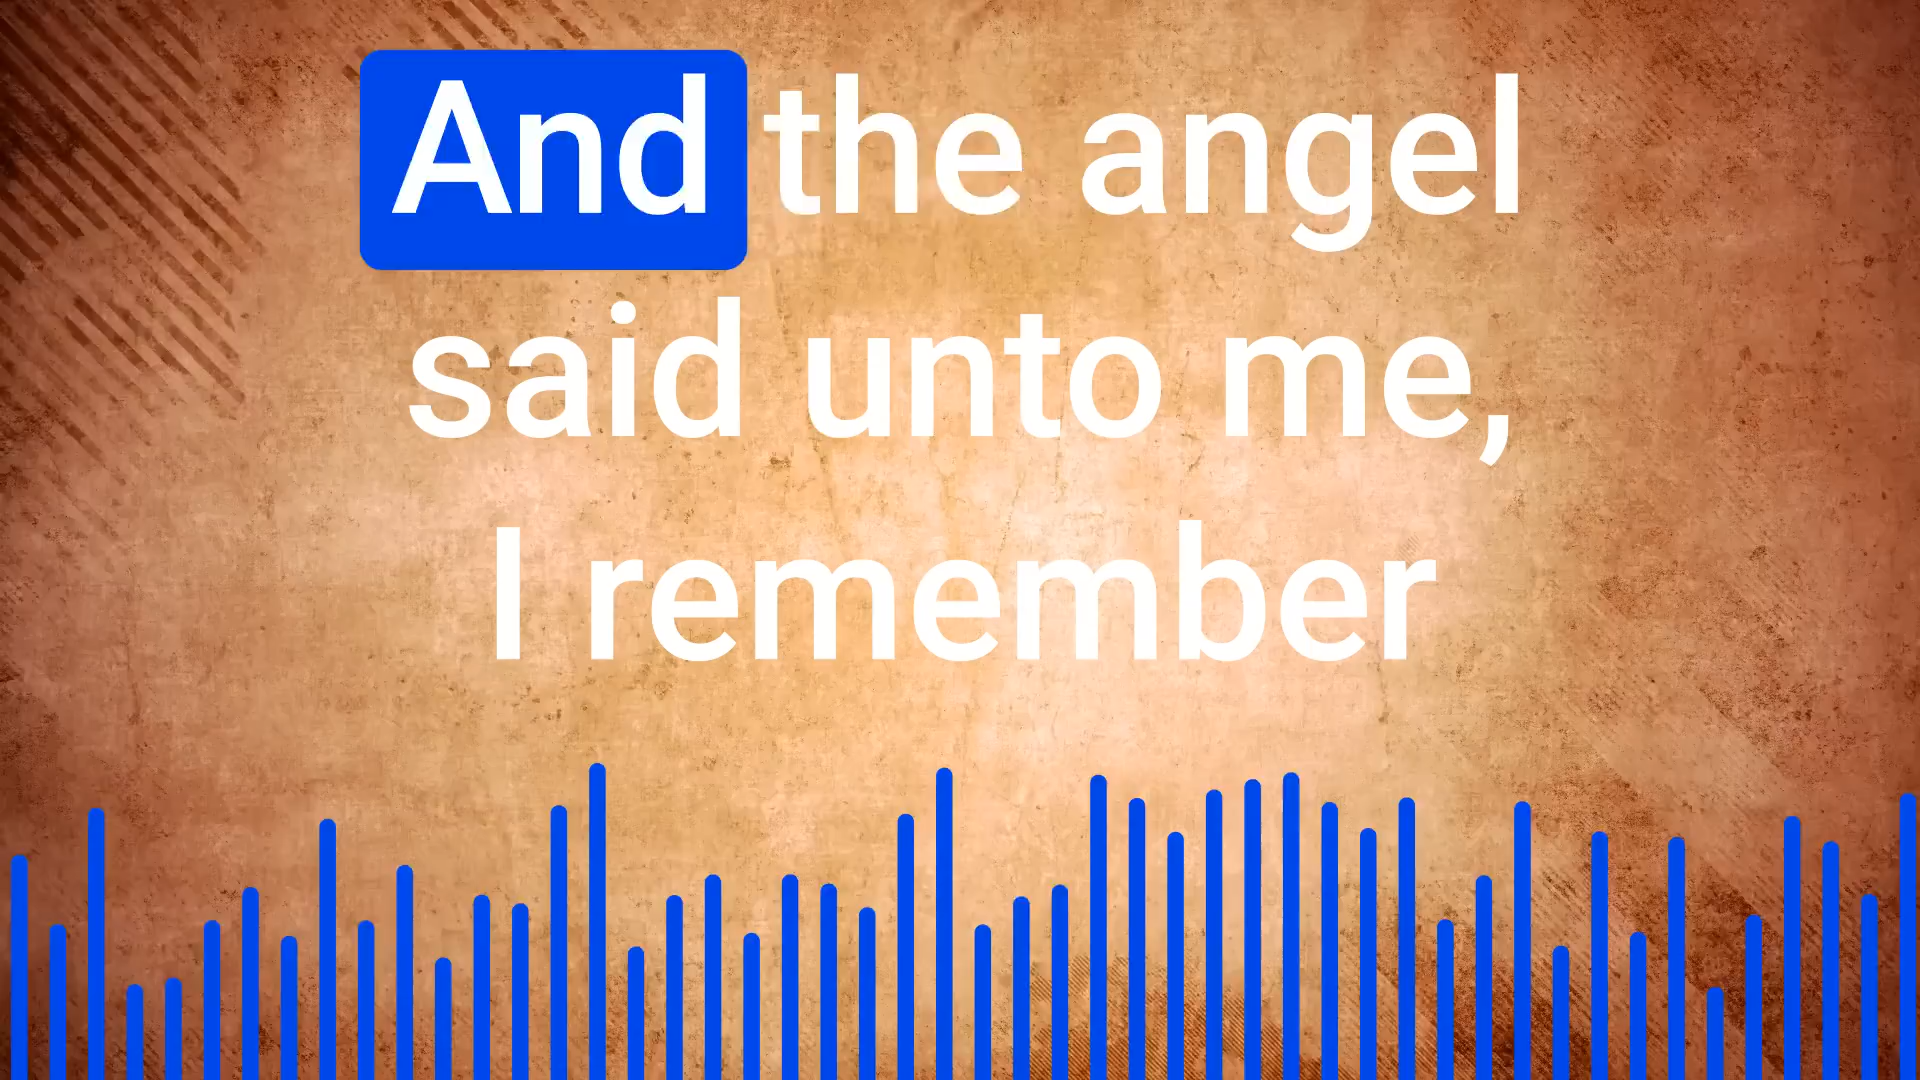 And the angel
said unto me,
I remember